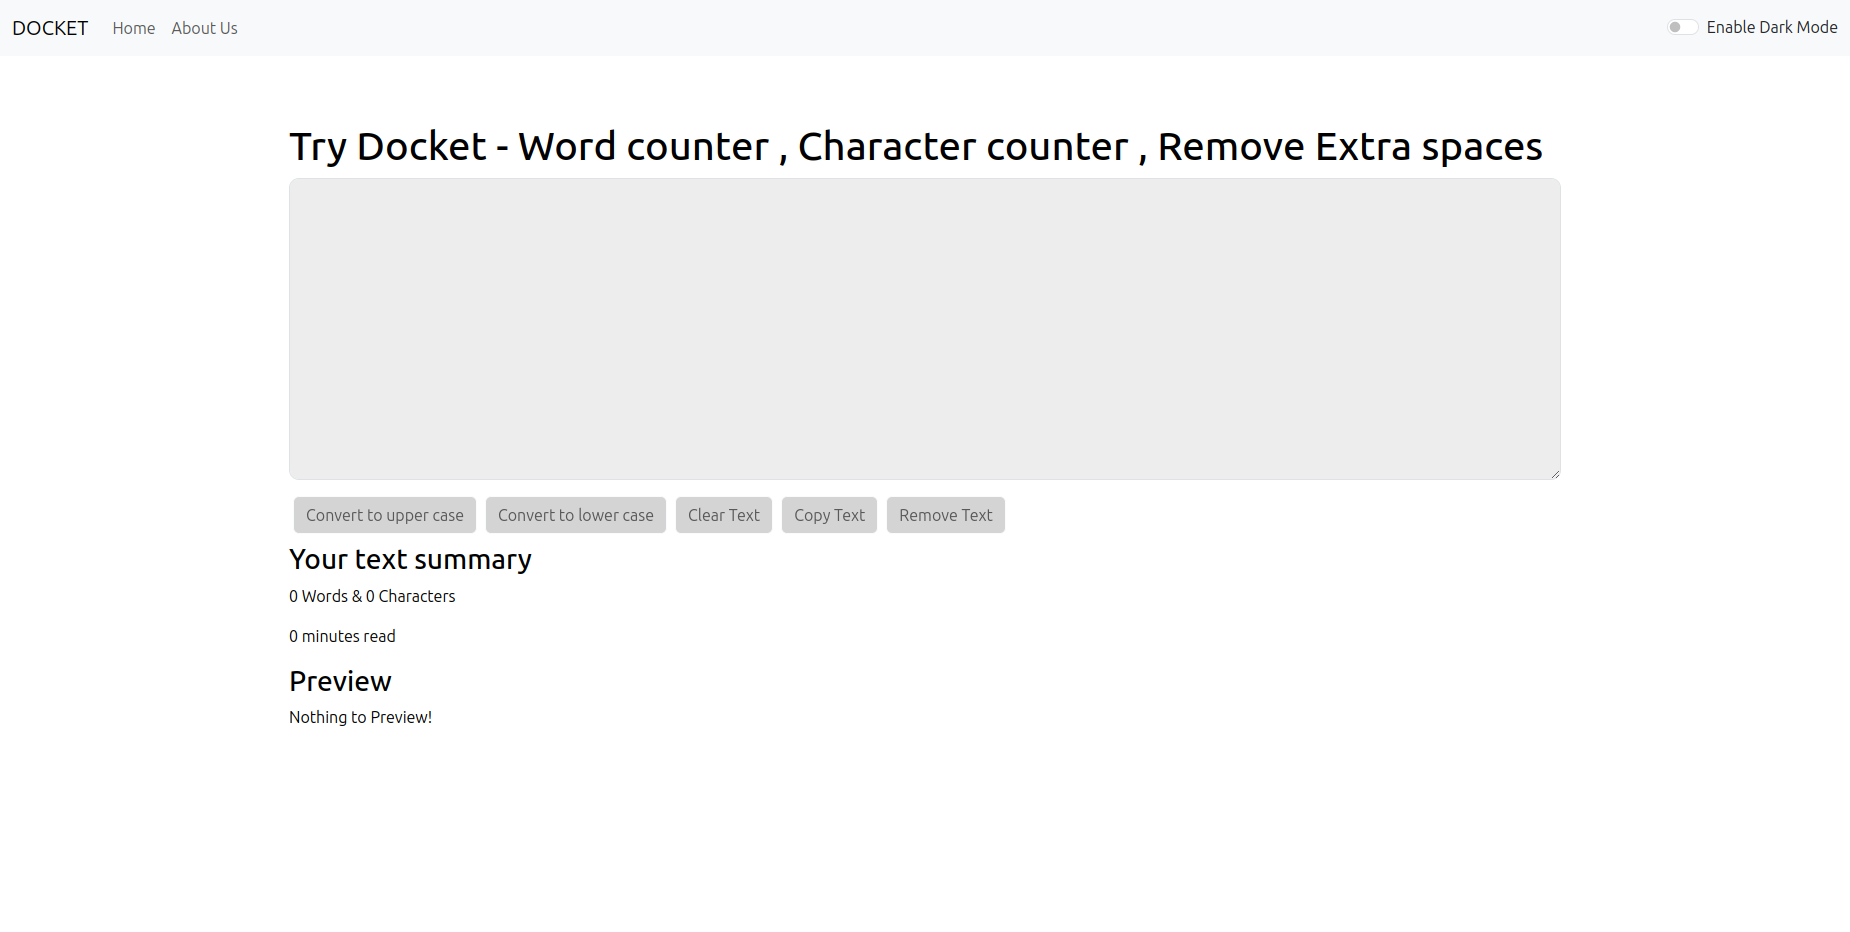 DOCKET Home About Us Enable Dark Mode
Try Docket - Word counter , Character counter , Remove Extra spaces
Convert to upper case Convert to lower case Clear Text Copy Text Remove Text
Your text summary
0 Words & 0 Characters
0 minutes read
Preview
Nothing to Preview!